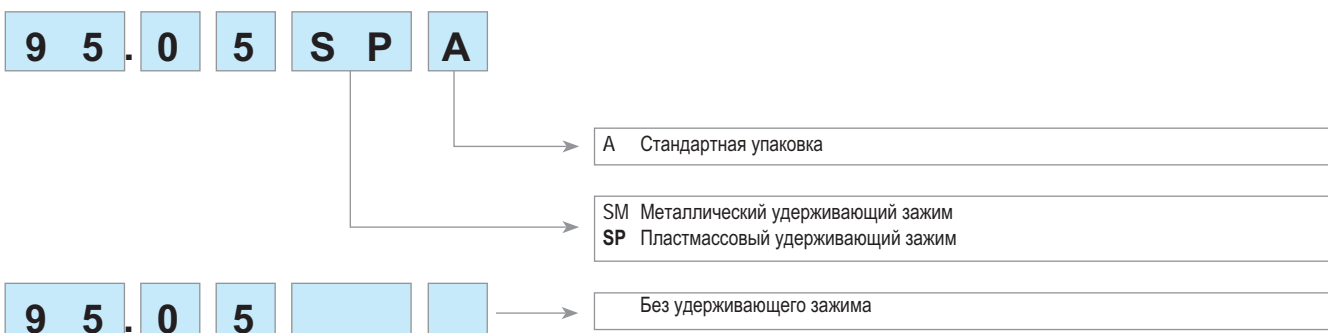 9 5.0 5 S P A
A Стандартная упаковка
SM Металлический удерживающий зажим
SP Пластмассовый удерживающий зажим
9 5.0 5
Без удерживающего зажима